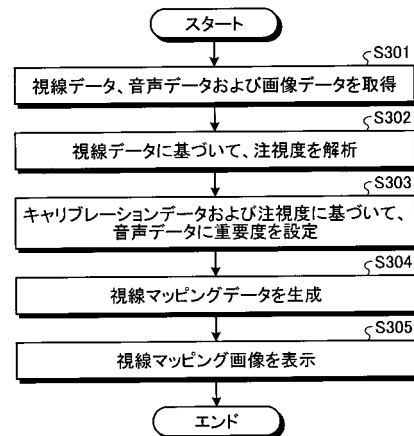 スタート
S301
視線データ、音声データおよび画像データを取得
S302
視線データに基づいて、注視度を解析
S303
キャリブレーションデータおよび注視度に基づいて、
音声データに重要度を設定
S304
視線マッピングデータを生成
S305
視線マッピング画像を表示
エンド